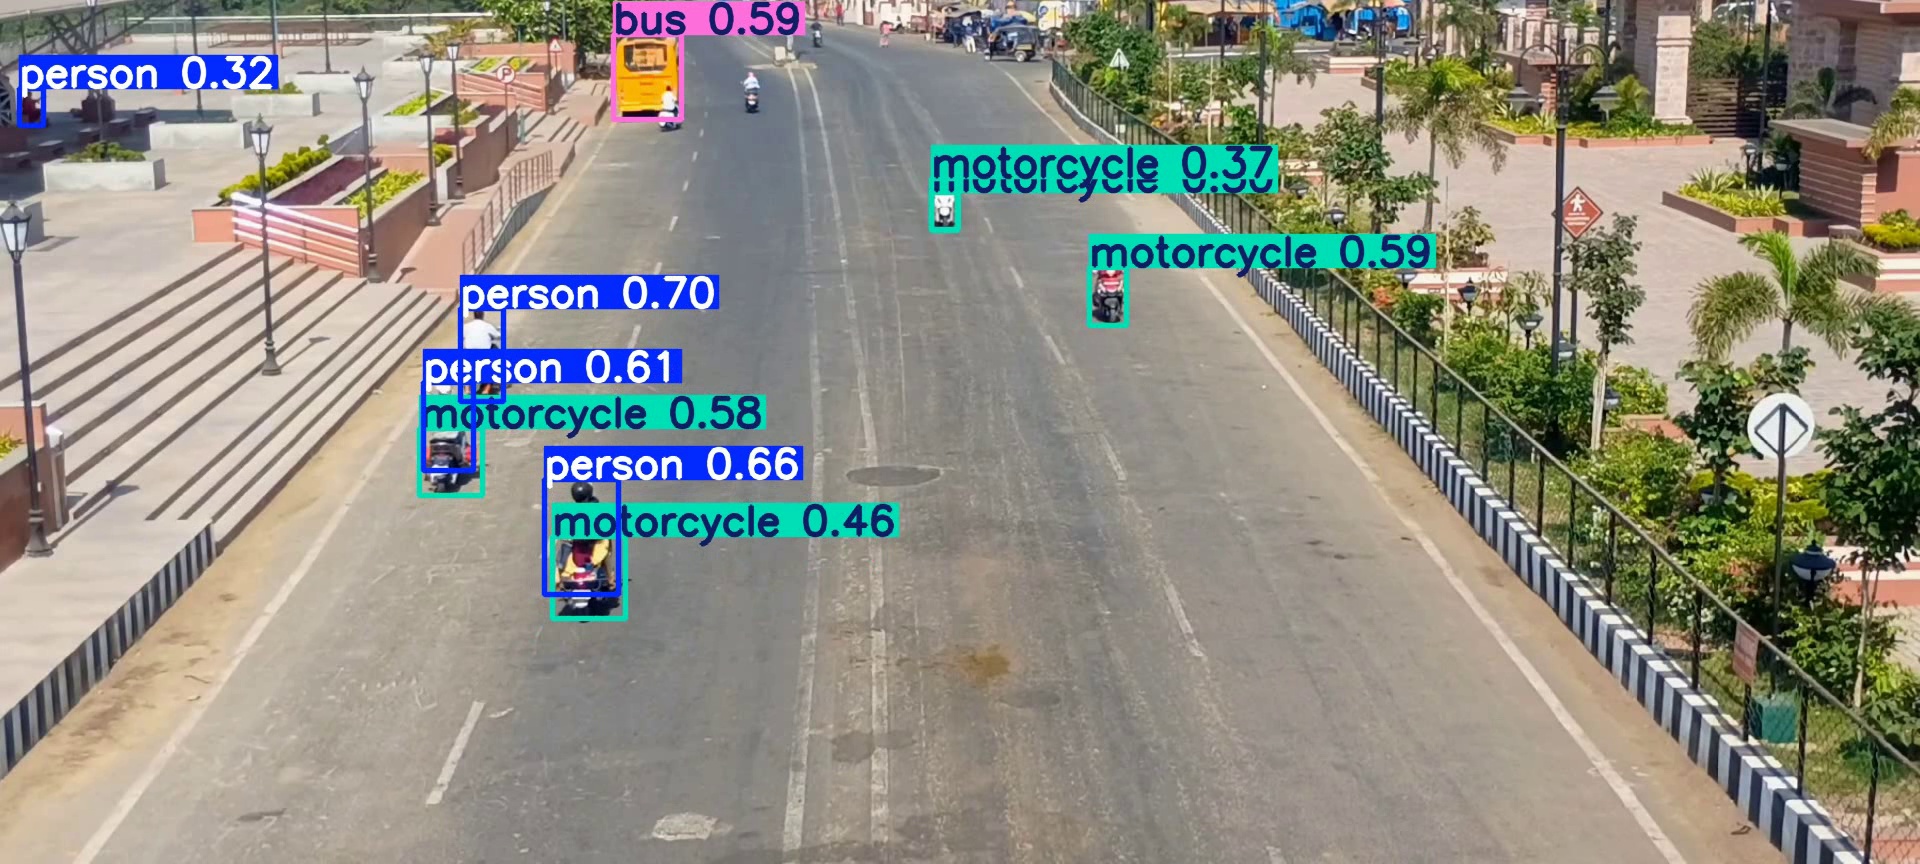 bus 0.59
person 0.32
motorcycle 0.37
motorcycle
motorcycle 0.59
person 0.70
person 0.61
motorcycle 0.58
person 0.66
motorcycle 0.46
P